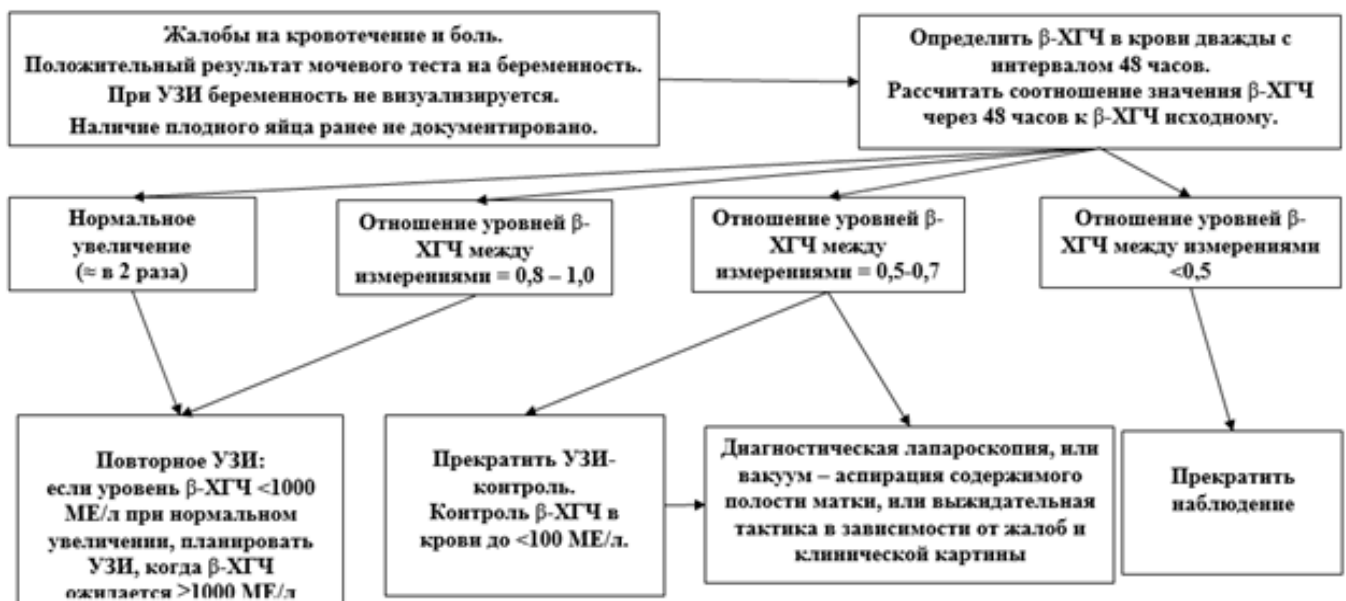 Жалобы на кровотечение и боль.
Положительный результат мочевого теста на беременность.
При УЗИ беременность не визуализируется.
Наличие плодного яйца ранее не документировано.
Определить β-ХГЧ в крови дважды с
интервалом 48 часов.
Рассчитать соотношение значения β-ХГЧ
через 48 часов к β-ХГЧ исходному.
Нормальное
увеличение
(≈ в 2 раза)
Отношение уровней β-
ХГЧ между
измерениями = 0,8 – 1,0
Отношение уровней β-
ХГЧ между
измерениями = 0,5-0,7
Отношение уровней β-
ХГЧ между измерениями
<0,5
Повторное УЗИ:
если уровень β-ХГЧ <1000
МЕ/л при нормальном
увеличении, планировать
УЗИ, когда β-ХГЧ
ожидается >1000 МЕ/л
Прекратить УЗИ-
контроль.
Контроль β-ХГЧ в
крови до <100 МЕ/л.
Диагностическая лапароскопия, или
вакуум – аспирация содержимого
полости матки, или выжидательная
тактика в зависимости от жалоб и
клинической картины
Прекратить
наблюдение